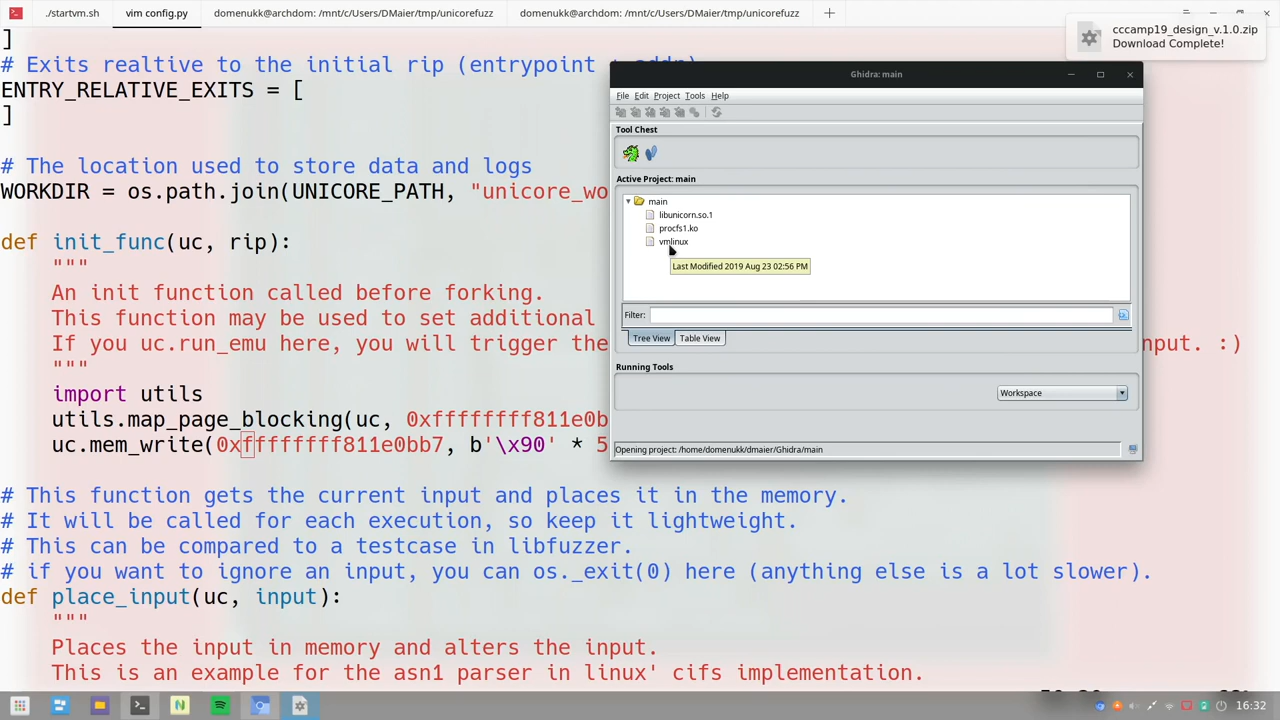 ./startvm.sh
vim config.py
domenukk@archdom: /mnt/c/Users/DMaier/tmp/unicorefuzz
domenukk@archdom: /mnt/c/Users/DMaier/tmp/unicorefuzz
cccamp19_design_v.1.0.zip
Download Complete!
]
# Exits realtive to the initial rip (entrypoint + addr)
ENTRY_RELATIVE_EXITS = [
]
# The location used to store data and logs
WORKDIR = os.path.join(UNICORE_PATH, "unicore_wo
def init_func(uc, rip):
"""
An init function called before forking.
This function may be used to set additional
If you uc.run_emu here, you will trigger the
nput. :)
"""
import utils
utils.map_page_blocking(uc, 0xffffffff811e0b
uc.mem_write(0xffffffff811e0bb7, b'\x90' * 5
# This function gets the current input and places it in the memory.
# It will be called for each execution, so keep it lightweight.
# This can be compared to a testcase in libfuzzer.
# if you want to ignore an input, you can os._exit(0) here (anything else is a lot slower).
def place_input(uc, input):
"""
Places the input in memory and alters the input.
This is an example for the asn1 parser in linux' cifs implementation.
Ghidra: main
File Edit Project Tools Help
Tool Chest
Active Project: main
main
libunicorn.so.1
procfs1.ko
vmlinux
Last Modified 2019 Aug 23 02:56 PM
Filter:
Tree View
Table View
Running Tools
Workspace
Opening project: /home/domenukk/dmaier/Ghidra/main
16:32